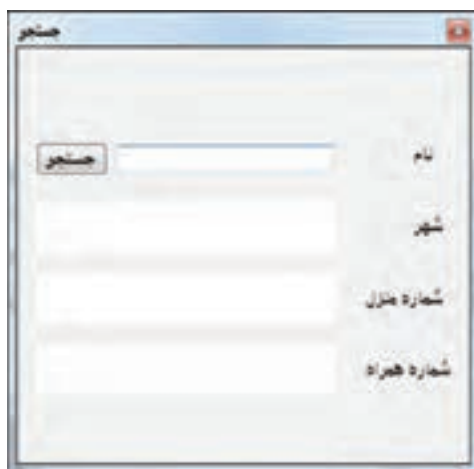 جستجو
نام
جستجو
شهر
شماره منزل
شماره همراه